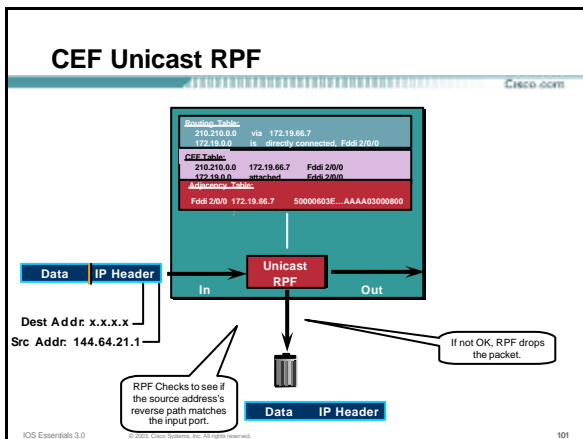 CEF Unicast RPF
Cisco.com
Routing Table:
210.210.0.0 via 172.19.66.7
172.19.0.0 is directly connected, Fddi 2/0/0
CEF Table:
210.210.0.0 172.19.66.7 Fddi 2/0/0
172.19.0.0 attached Fddi 2/0/0
Adjacency Table:
Fddi 2/0/0 172.19.66.7 50000603E...AAAA03000800
Data IP Header
In
Unicast
RPF
Out
Dest Addr: x.x.x.x
Src Addr: 144.64.21.1
If not OK, RPF drops
the packet.
RPF Checks to see if
the source address's
reverse path matches
the input port.
Data IP Header
IOS Essentials 3.0
© 2003, Cisco Systems, Inc. All rights reserved.
101